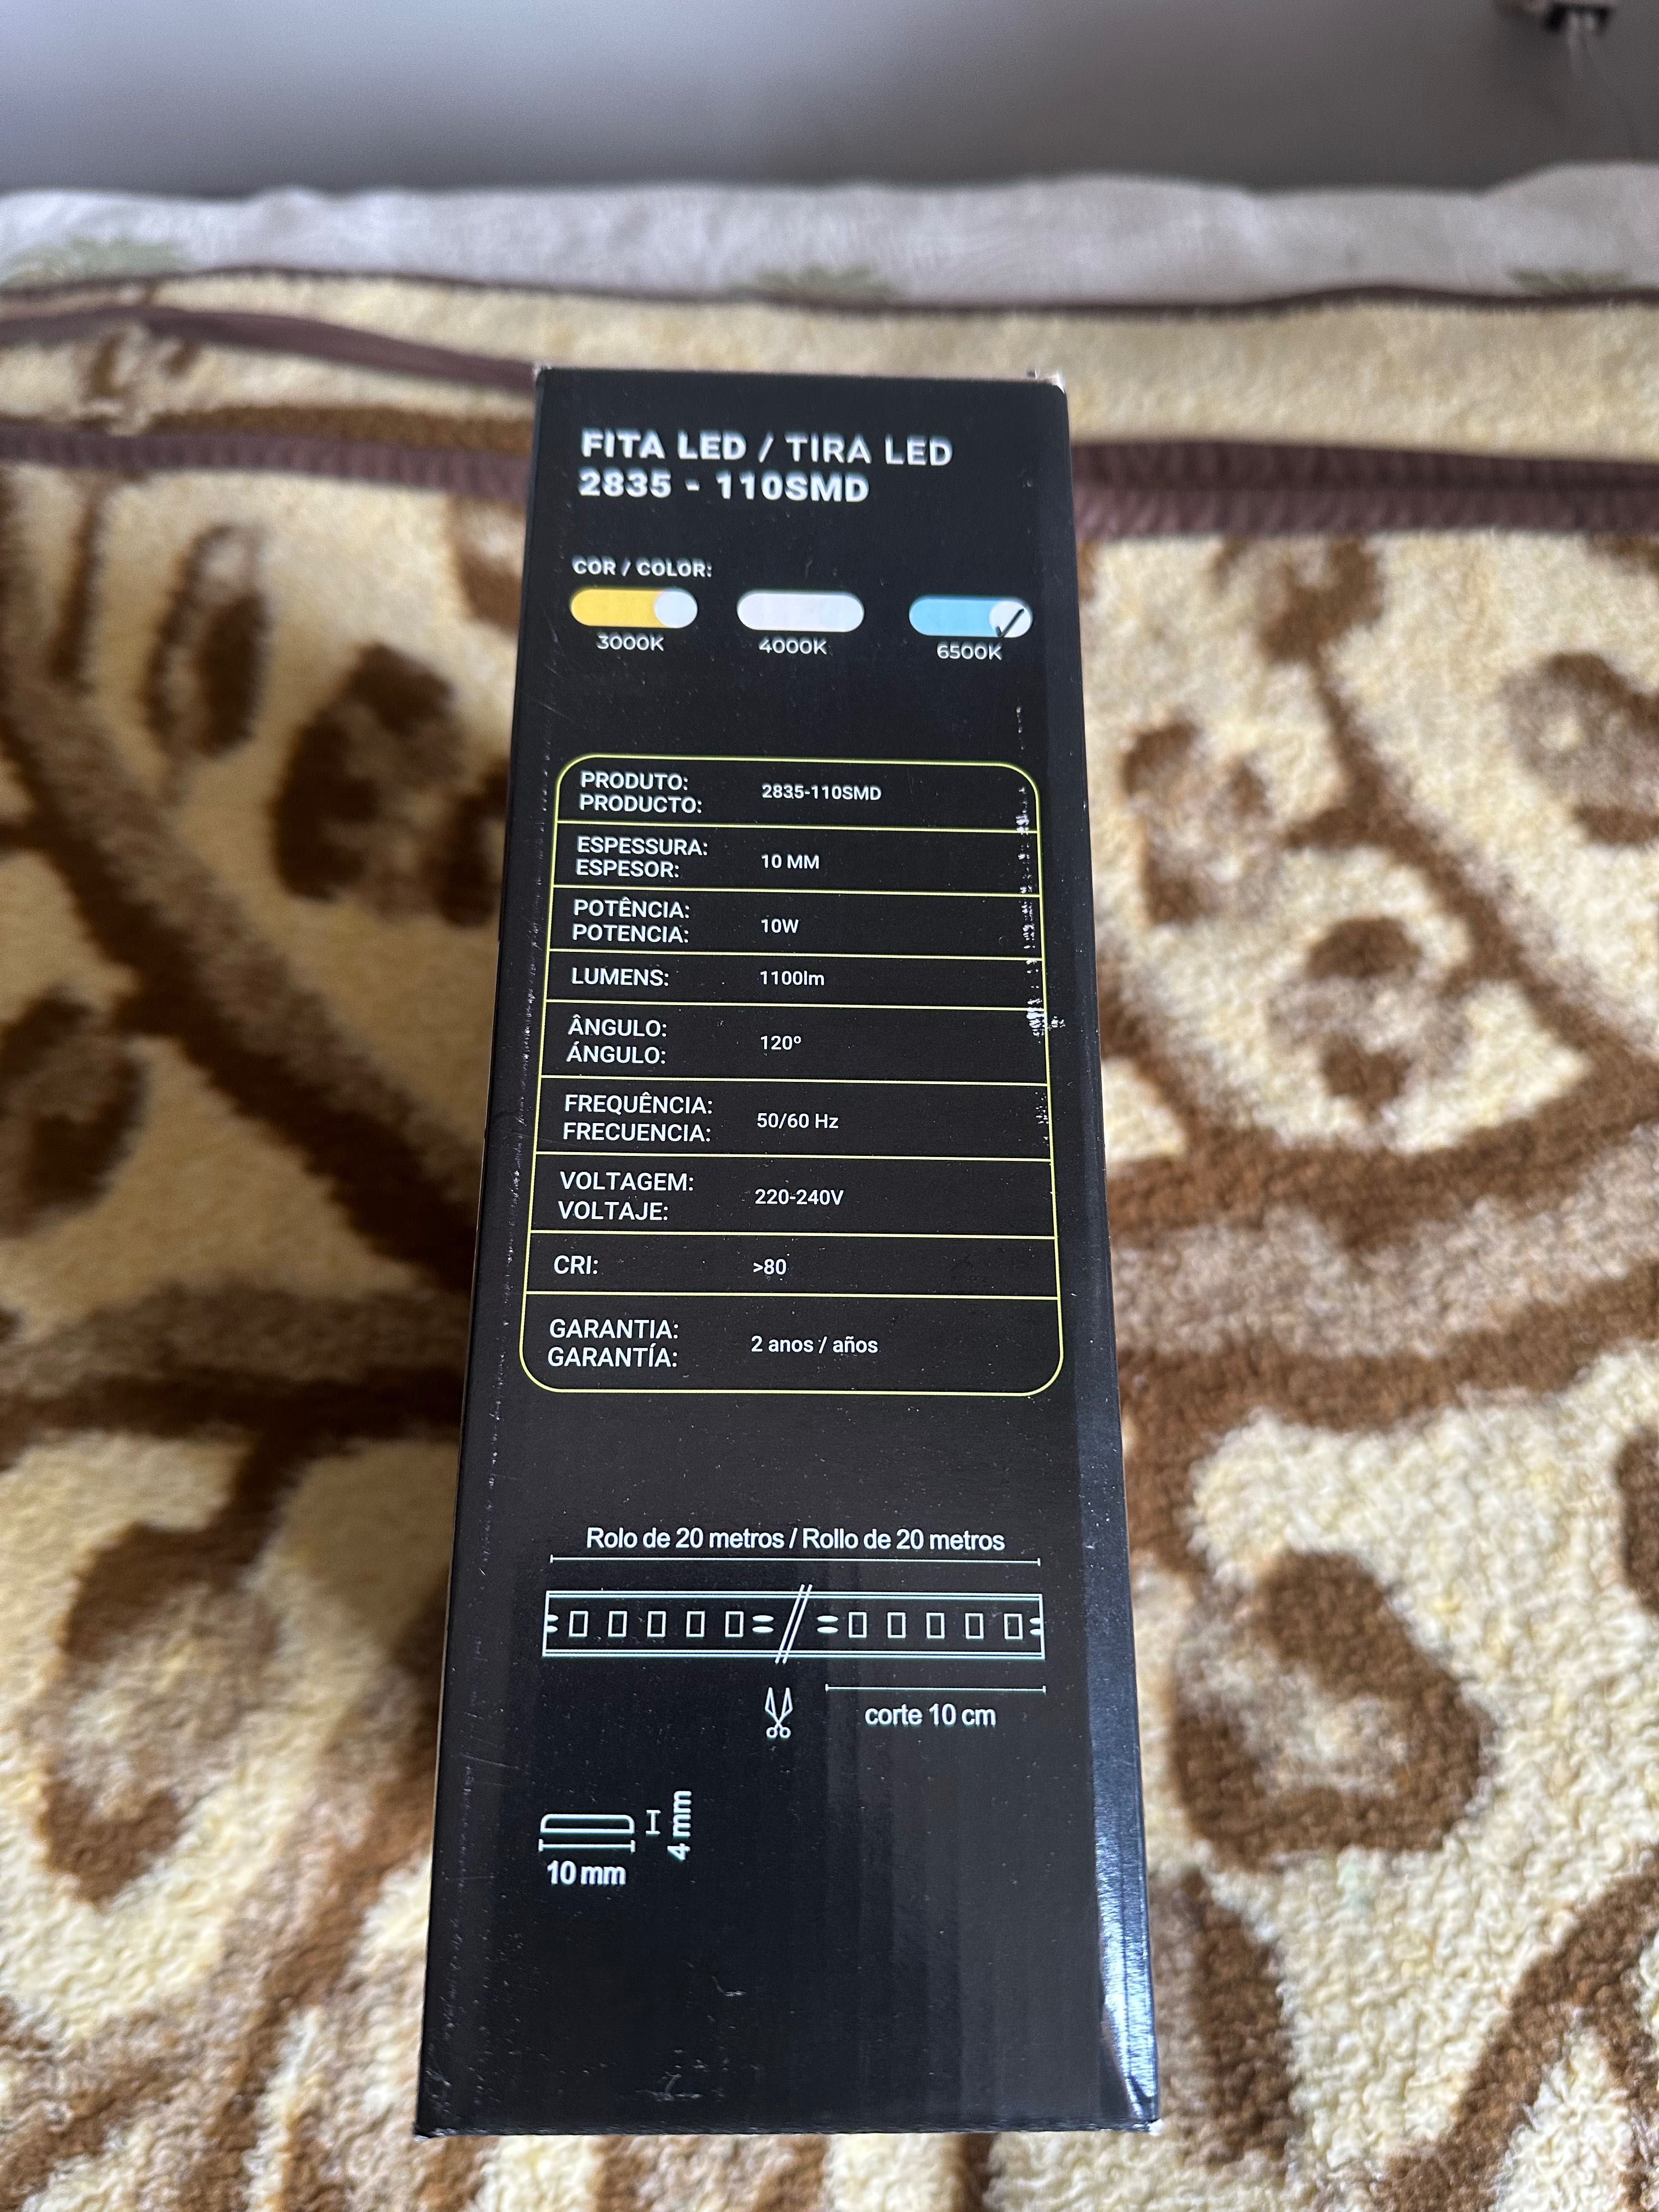 FITA LED / TIRA LED
2835 - 110SMD
COR / COLOR:
3000K 4000K 6500K
PRODUTO:
PRODUCTO: 2835-110SMD
ESPESSURA:
ESPESOR: 10 MM
POTÊNCIA:
POTENCIA: 10W
LUMENS: 1100lm
ÂNGULO:
ÁNGULO: 120º
FREQUÊNCIA:
FRECUENCIA: 50/60 Hz
VOLTAGEM:
VOLTAJE: 220-240V
CRI: >80
GARANTIA:
GARANTÍA: 2 anos / años
Rolo de 20 metros / Rollo de 20 metros
corte 10 cm
4 mm
10 mm